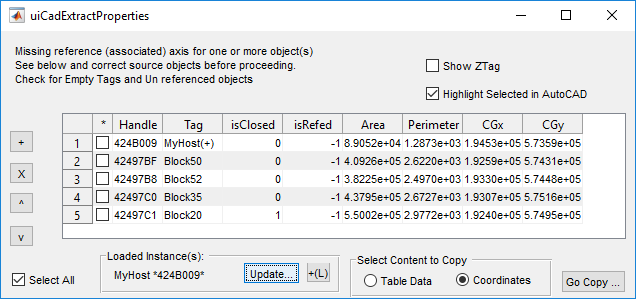 uiCadExtractProperties
Missing reference (associated) axis for one or more object(s)
See below and correct source objects before proceeding.
Check for Empty Tags and Un referenced objects
Show ZTag
Highlight Selected in AutoCAD
* Handle Tag isClosed isRefed Area Perimeter CGx CGy
1 424B009 MyHost(+) 0 -1 8.9052e+04 1.2873e+03 1.9453e+05 5.7359e+05
2 42497BF Block50 0 -1 4.0926e+05 2.6220e+03 1.9259e+05 5.7431e+05
3 42497B8 Block52 0 -1 3.8225e+05 2.4970e+03 1.9330e+05 5.7448e+05
4 42497C0 Block35 0 -1 4.3795e+05 2.6727e+03 1.9307e+05 5.7516e+05
5 42497C1 Block20 1 -1 5.5002e+05 2.9772e+03 1.9240e+05 5.7495e+05
+
X
^
v
Select All
Loaded Instance(s):
MyHost *424B009*
Update...
+(L)
Select Content to Copy
Table Data
Coordinates
Go Copy ...